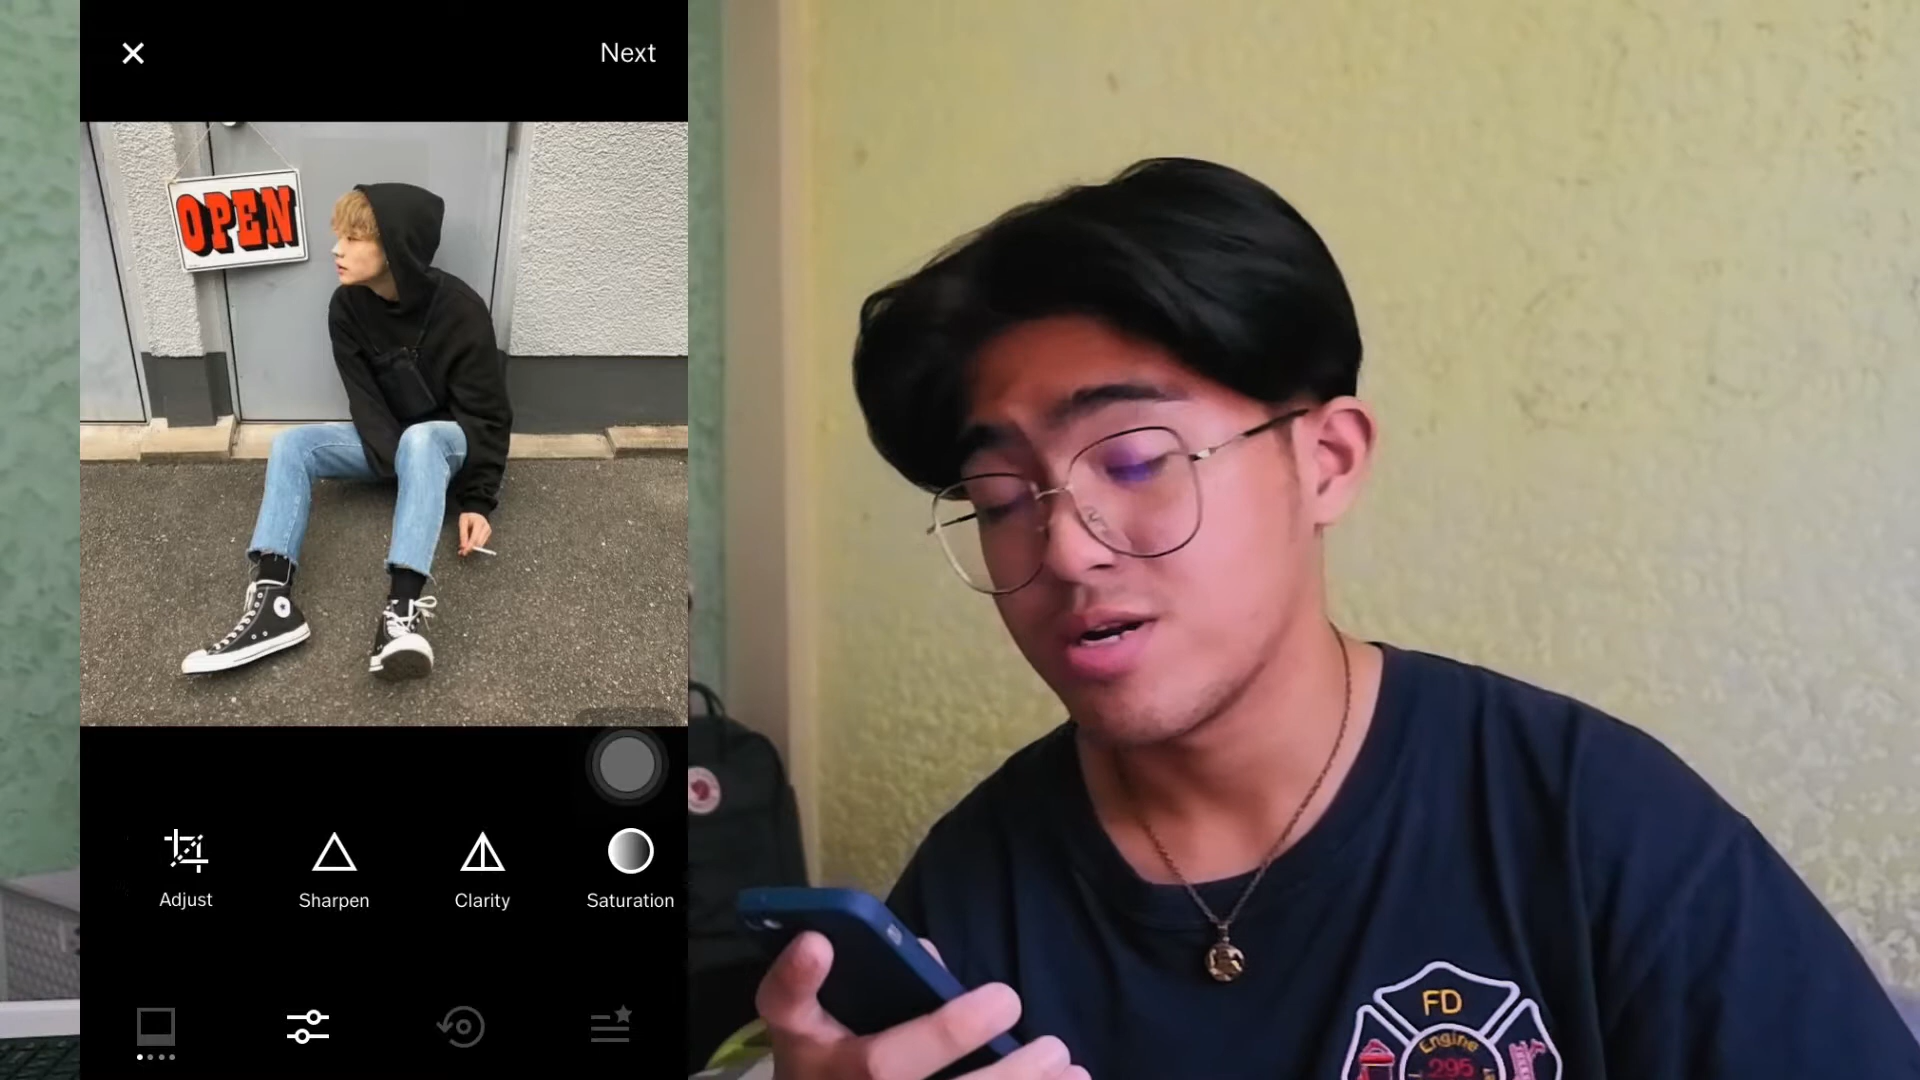 Next
OPEN
Adjust
Sharpen
Clarity
Saturation
FD
Engine
295